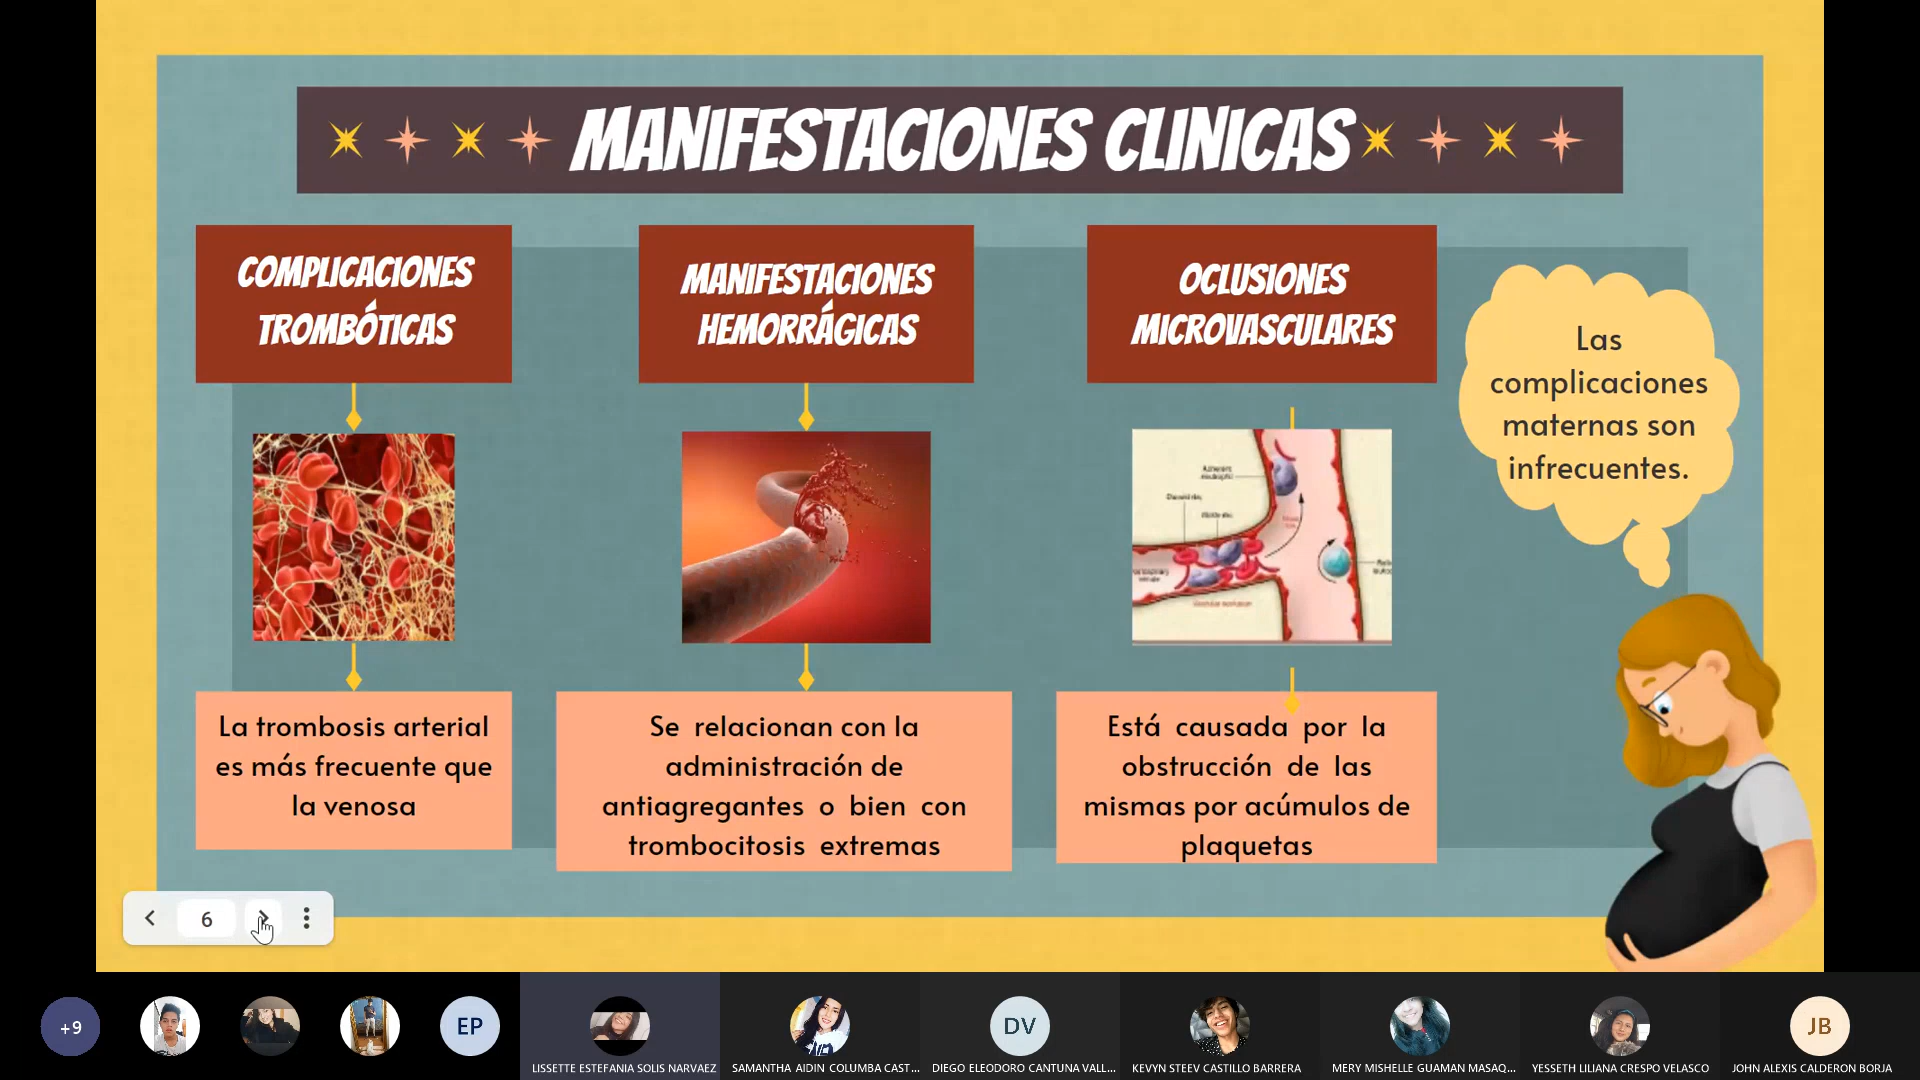 MANIFESTACIONES CLINICAS
COMPLICACIONES
TROMBÓTICAS
MANIFESTACIONES
HEMORRÁGICAS
OCLUSIONES
MICROVASCULARES
Las
complicaciones
maternas son
infrecuentes.
La trombosis arterial
es más frecuente que
la venosa
Se relacionan con la
administración de
antiagregantes o bien con
trombocitosis extremas
Está causada por la
obstrucción de las
mismas por acúmulos de
plaquetas
6
+9
EP
LISSETTE ESTEFANIA SOLIS NARVAEZ
SAMANTHA AIDIN COLUMBA CAST...
DV
DIEGO ELEODORO CANTUNA VALL...
KEVYN STEEV CASTILLO BARRERA
MERY MISHELLE GUAMAN MASAQ...
YESSETH LILIANA CRESPO VELASCO
JB
JOHN ALEXIS CALDERON BORJA